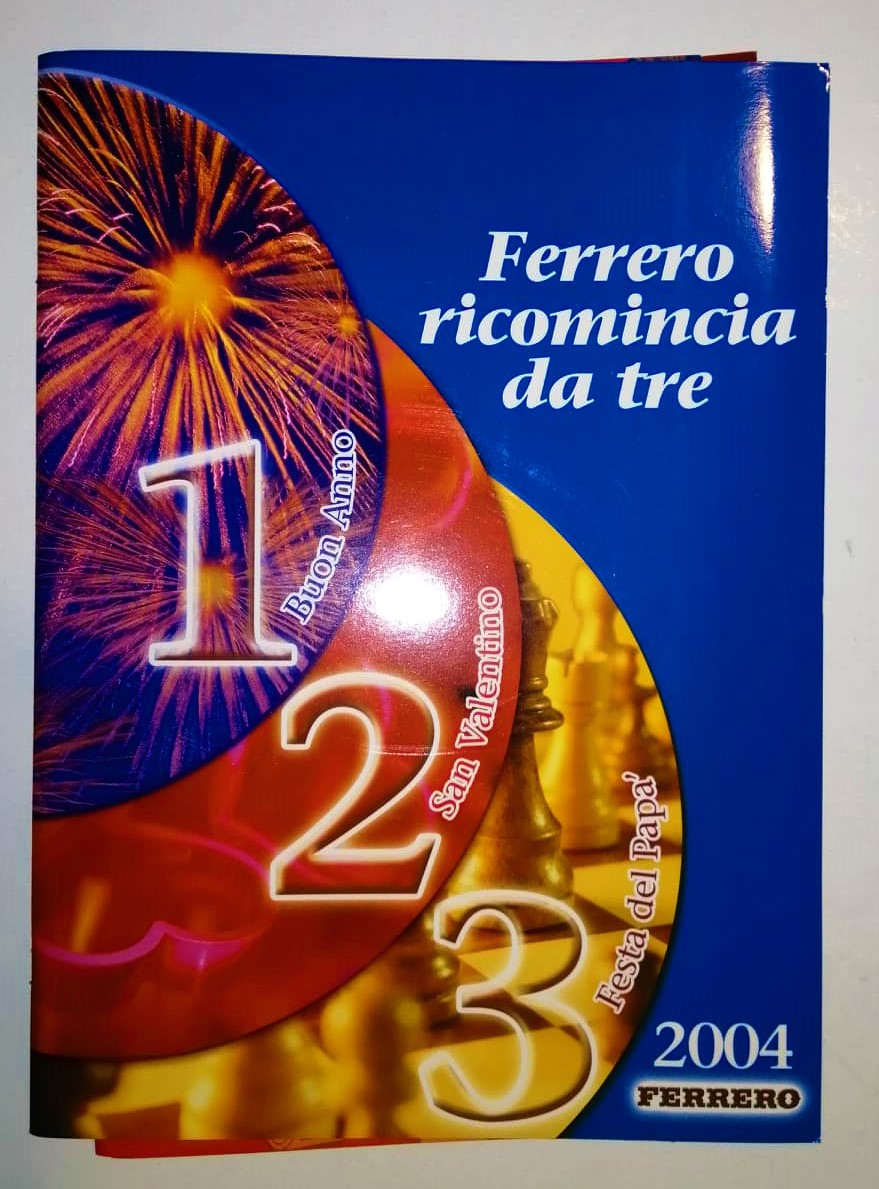 Ferrero
ricomincia
da tre
1
Buon Anno
2
San Valentino
3
Festa del Papa'
2004
FERRERO